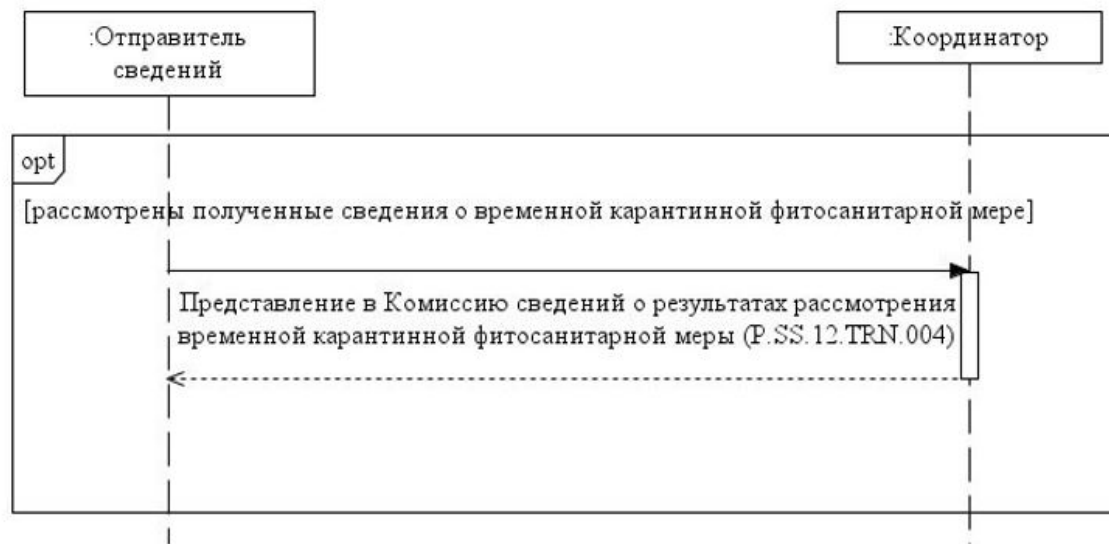 :Отправитель
сведений
:Координатор
opt
[рассмотрены полученные сведения о временной карантинной фитосанитарной мере]
Представление в Комиссию сведений о результатах рассмотрения
временной карантинной фитосанитарной меры (P.SS.12.TRN.004)